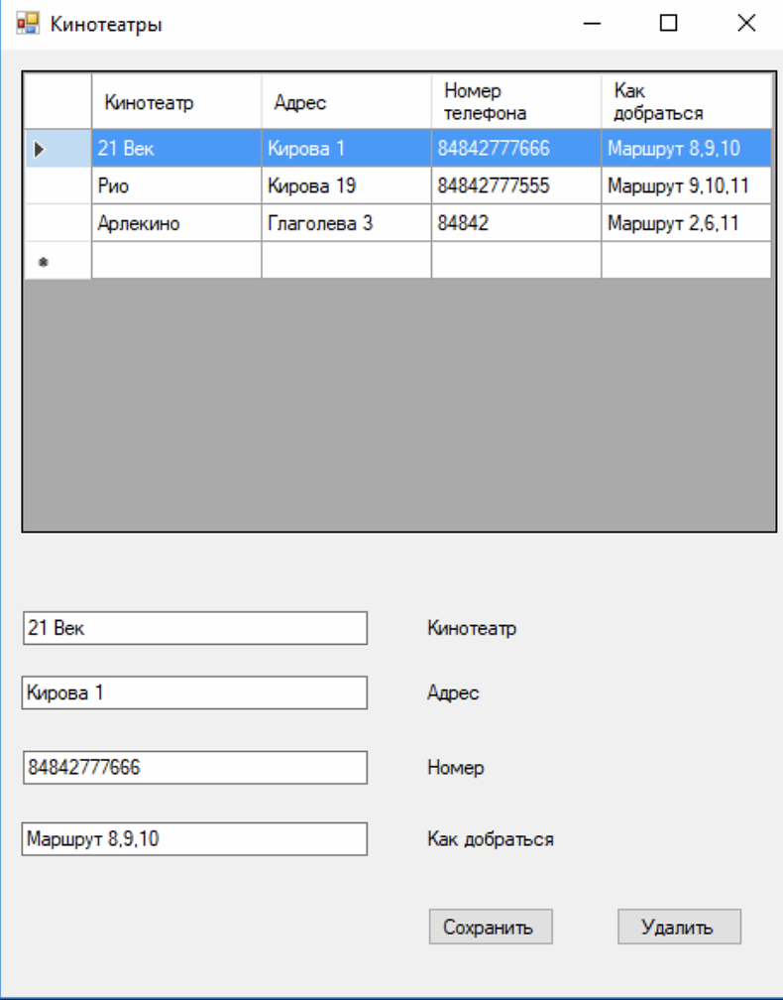 Кинотеатры
Кинотеатр Адрес Номер телефона Как добраться
21 Век Кирова 1 84842777666 Маршрут 8,9,10
Рио Кирова 19 84842777555 Маршрут 9,10,11
Арлекино Глаголева 3 84842 Маршрут 2,6,11
21 Век Кинотеатр
Кирова 1 Адрес
84842777666 Номер
Маршрут 8,9,10 Как добраться
Сохранить Удалить